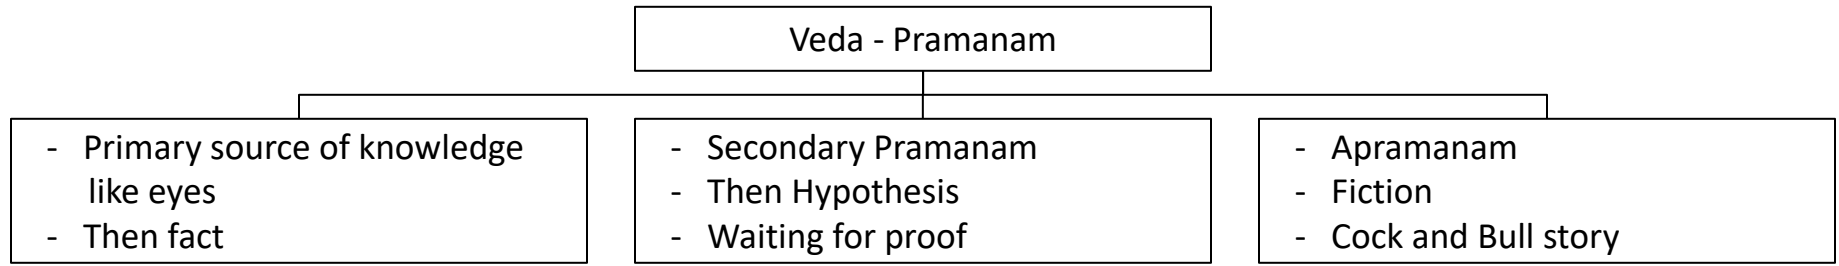 Veda - Pramanam
- Primary source of knowledge
like eyes
- Then fact
- Secondary Pramanam
- Then Hypothesis
- Waiting for proof
- Apramanam
- Fiction
- Cock and Bull story